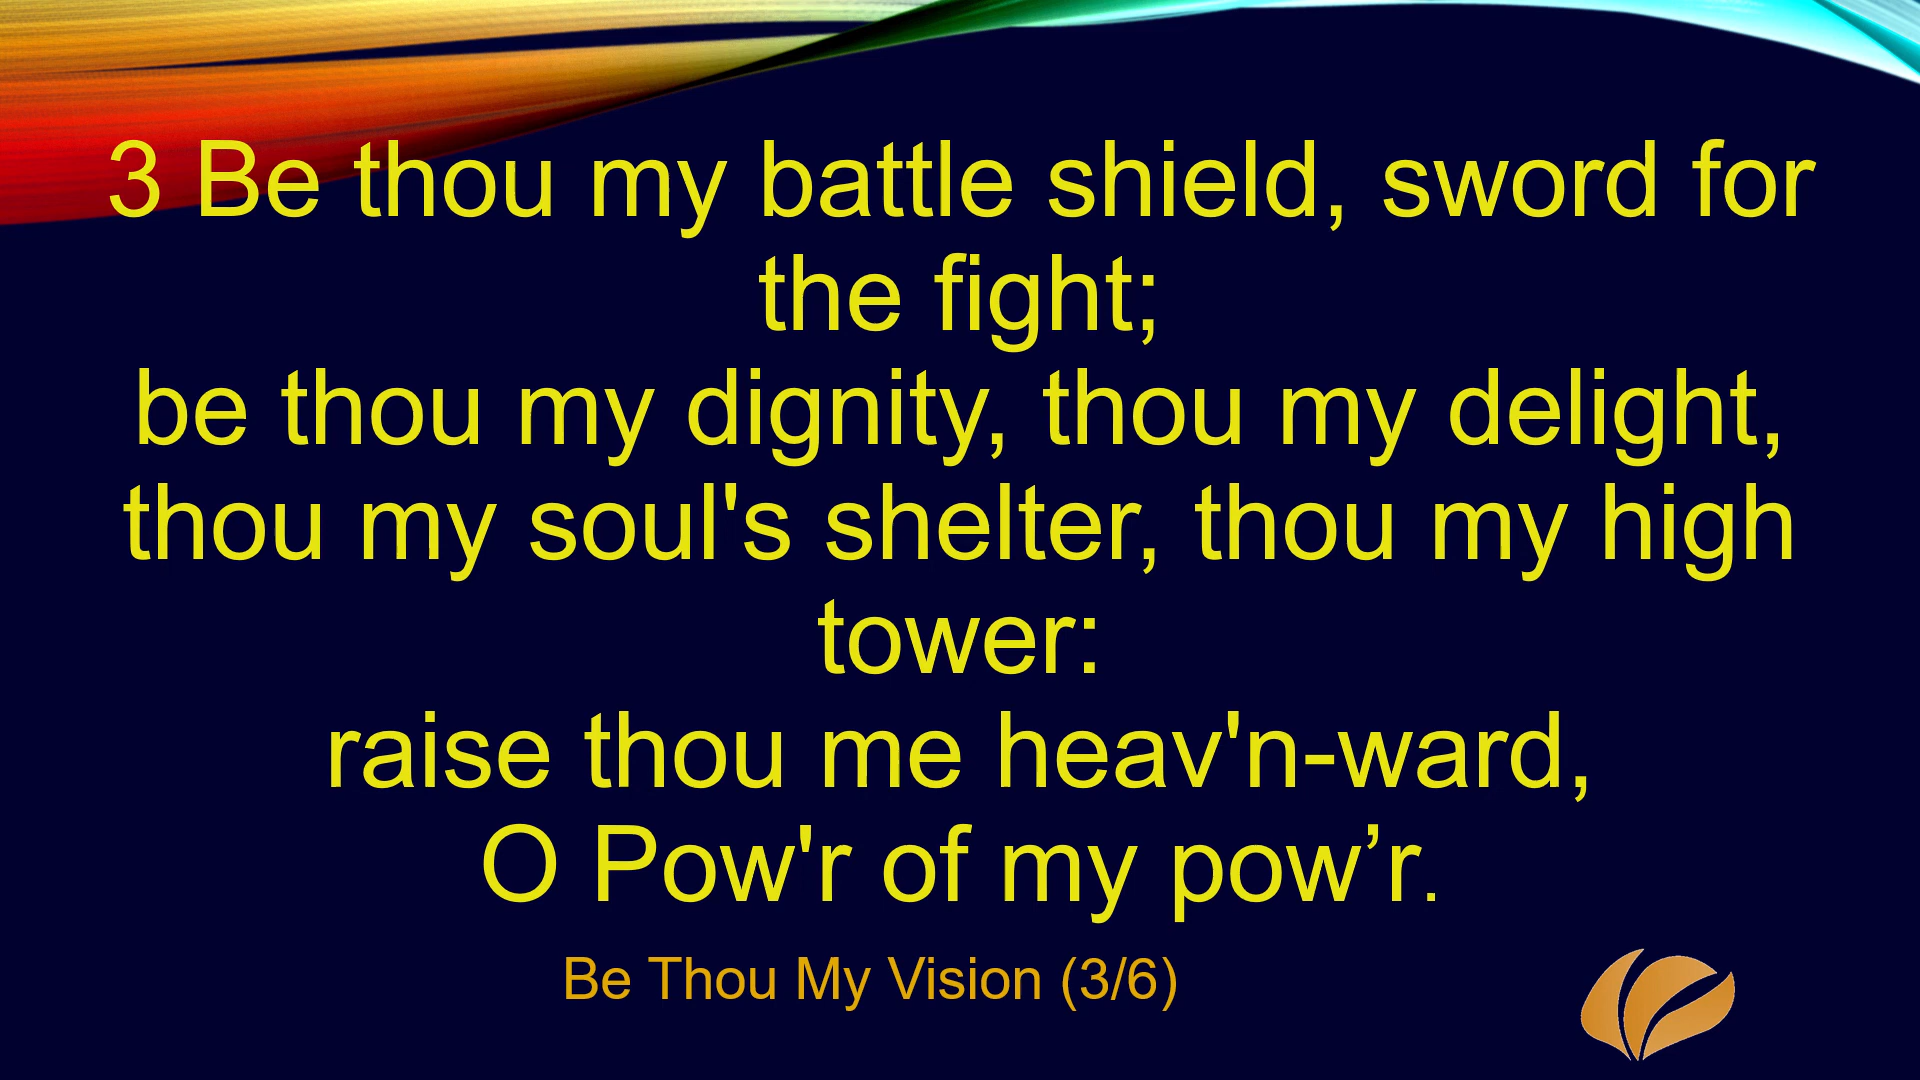 3 Be thou my battle shield, sword for
the fight;
be thou my dignity, thou my delight,
thou my soul's shelter, thou my high
tower:
raise thou me heav'n-ward,
O Pow'r of my pow’r.
Be Thou My Vision (3/6)